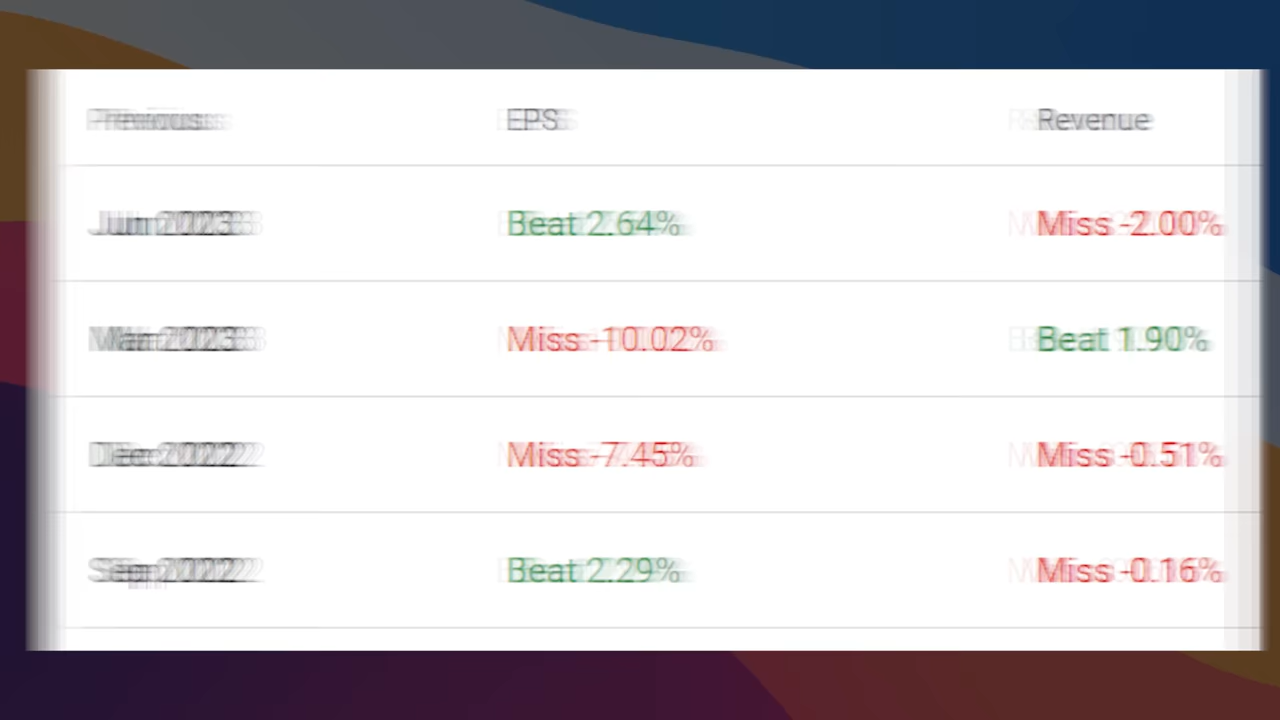 Previous EPS Revenue
Jun 2023 Beat 2.64% Miss -2.00%
Mar 2023 Miss -10.02% Beat 1.90%
Dec 2022 Miss -7.45% Miss -0.51%
Sep 2022 Beat 2.29% Miss -0.16%